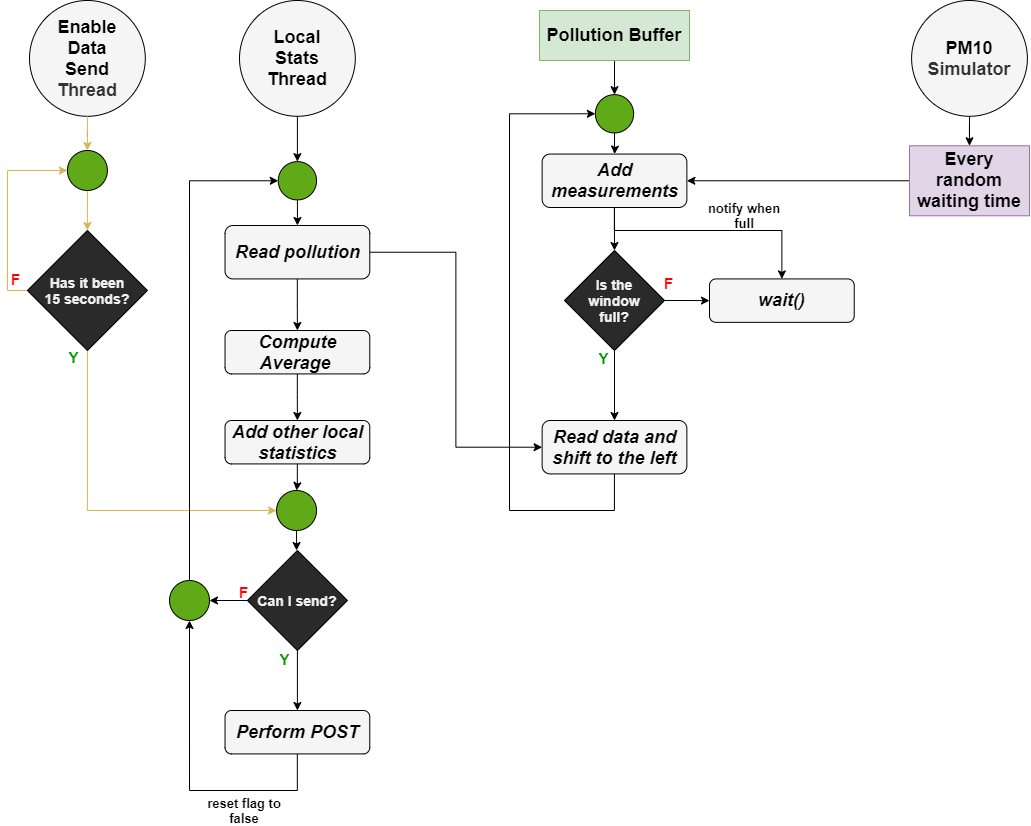 Enable
Data
Send
Thread
Local
Stats
Thread
Pollution Buffer
PM10
Simulator
Add
measurements
Every
random
waiting time
notify when
full
Read pollution
F
Has it been
15 seconds?
Y
Is the
window
full?
F
wait()
Y
Compute
Average
Add other local
statistics
Read data and
shift to the left
F
Can I send?
Y
Perform POST
reset flag to
false